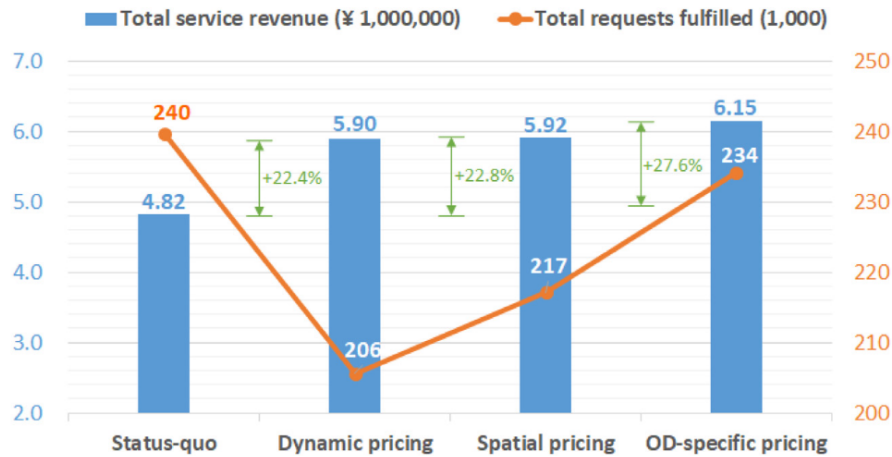 Total service revenue (¥ 1,000,000) Total requests fulfilled (1,000)
7.0 250
240 5.90 5.92 6.15
6.0 240
+22.4% +22.8% +27.6% 234
5.0 4.82 230
4.0 217 220
3.0 206 210
2.0 200
Status-quo Dynamic pricing Spatial pricing OD-specific pricing